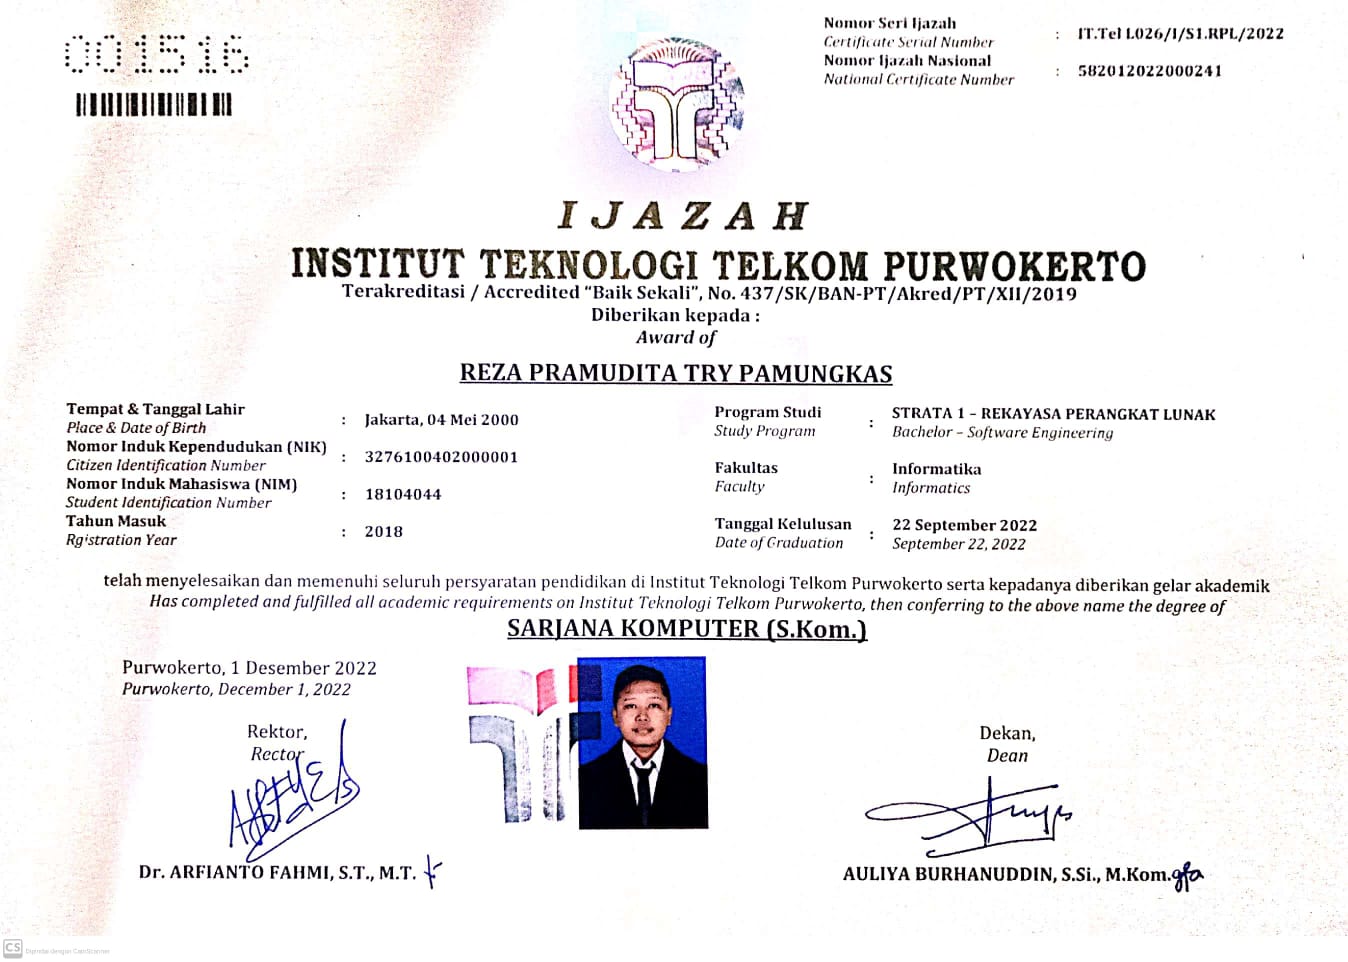 001516
Nomor Seri Ijazah
Certificate Serial Number
: IT.Tel L026/I/S1.RPL/2022
Nomor Ijazah Nasional
National Certificate Number
: 582012022000241
IJAZAH
INSTITUT TEKNOLOGI TELKOM PURWOKERTO
Terakreditasi / Accredited "Baik Sekali", No. 437/SK/BAN-PT/Akred/PT/XII/2019
Diberikan kepada :
Award of
REZA PRAMUDITA TRY PAMUNGKAS
Tempat & Tanggal Lahir
Place & Date of Birth
: Jakarta, 04 Mei 2000
Nomor Induk Kependudukan (NIK)
Citizen Identification Number
: 3276100402000001
Nomor Induk Mahasiswa (NIM)
Student Identification Number
: 18104044
Tahun Masuk
Rgistration Year
: 2018
Program Studi
Study Program
: STRATA 1 – REKAYASA PERANGKAT LUNAK
Bachelor – Software Engineering
Fakultas
Faculty
: Informatika
Informatics
Tanggal Kelulusan
Date of Graduation
: 22 September 2022
September 22, 2022
telah menyelesaikan dan memenuhi seluruh persyaratan pendidikan di Institut Teknologi Telkom Purwokerto serta kepadanya diberikan gelar akademik
Has completed and fulfilled all academic requirements on Institut Teknologi Telkom Purwokerto, then conferring to the above name the degree of
SARJANA KOMPUTER (S.Kom.)
Purwokerto, 1 Desember 2022
Purwokerto, December 1, 2022
Rektor,
Rector
Dr. ARFIANTO FAHMI, S.T., M.T.
Dekan,
Dean
AULIYA BURHANUDDIN, S.Si., M.Kom.
CS Dipindai dengan CamScanner